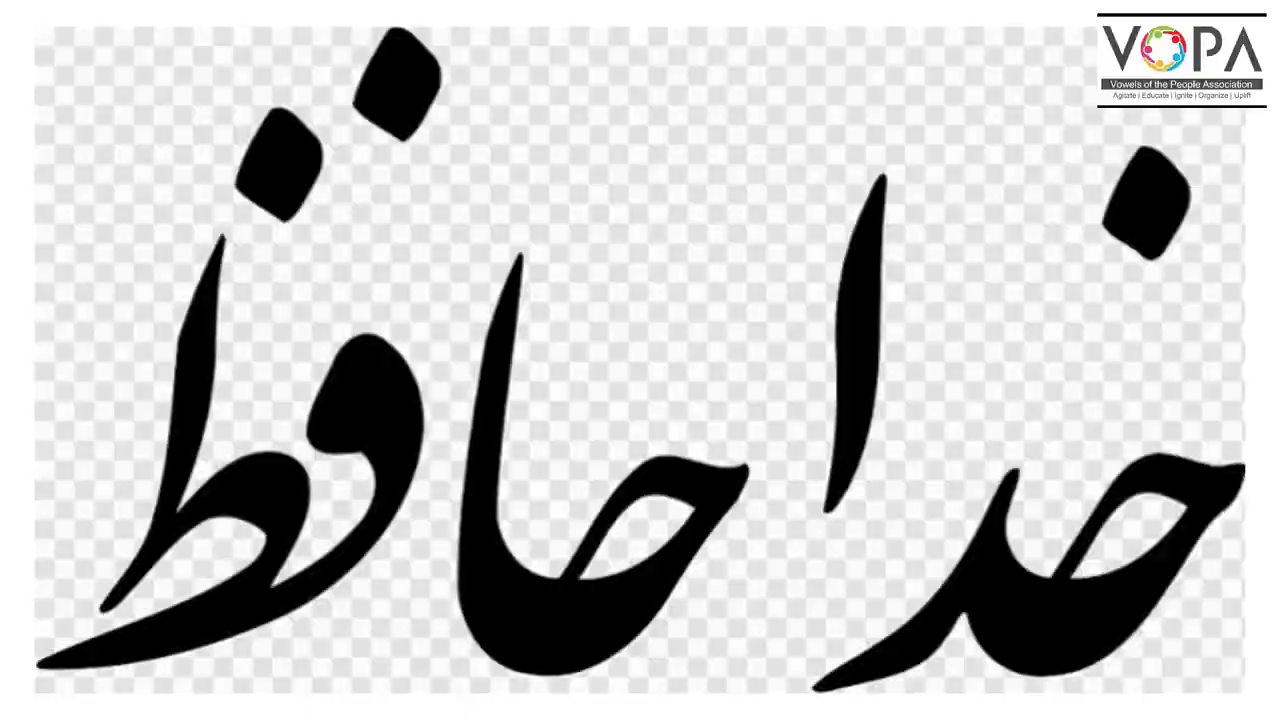 VOPA
Vowels of the People Association
Agitate | Educate | Ignite | Organize | Uplift
خدا حافظ